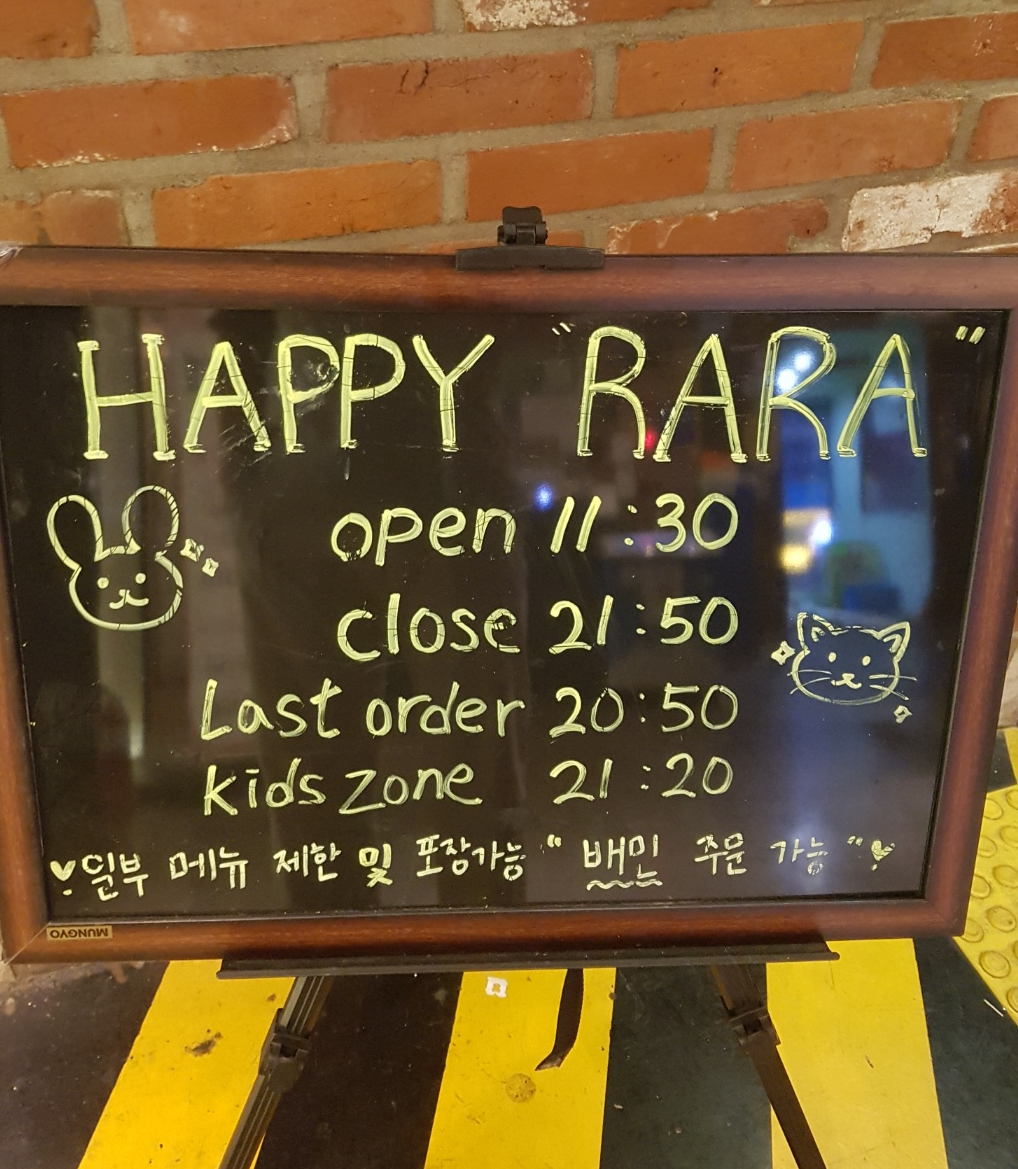 HAPPY "RARA"
open 11:30
close 21:50
Last order 20:50
kids zone 21:20
♥일부 메뉴 제한 및 포장가능 "배민 주문 가능"♥
MUNGYO